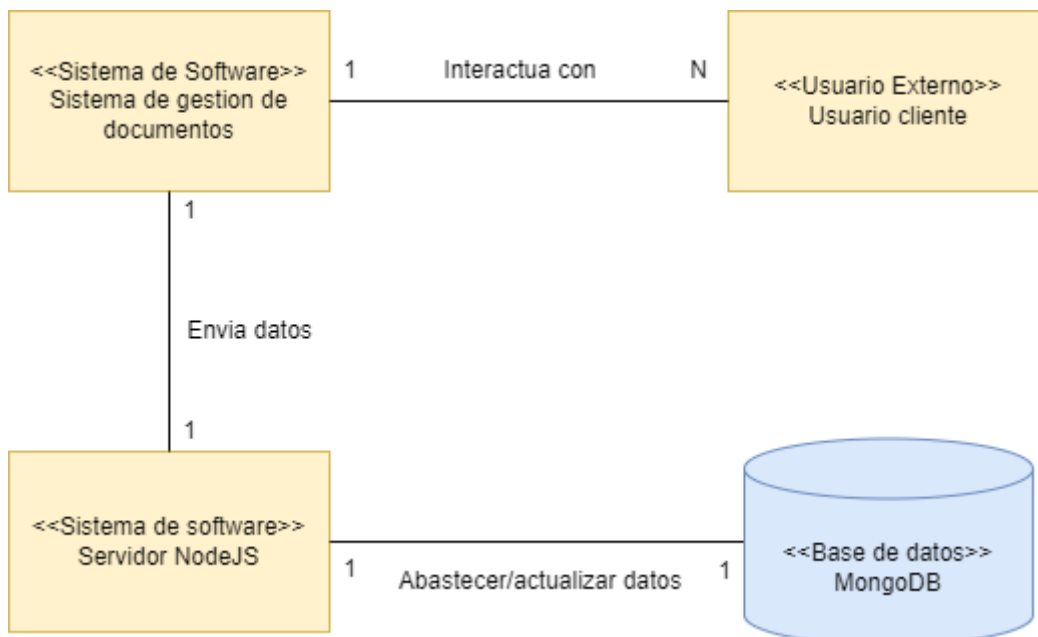 <<Sistema de Software>>
Sistema de gestion de
documentos
1
Interactua con
N
<<Usuario Externo>>
Usuario cliente
1
Envia datos
1
<<Sistema de software>>
Servidor NodeJS
1
Abastecer/actualizar datos
1
<<Base de datos>>
MongoDB